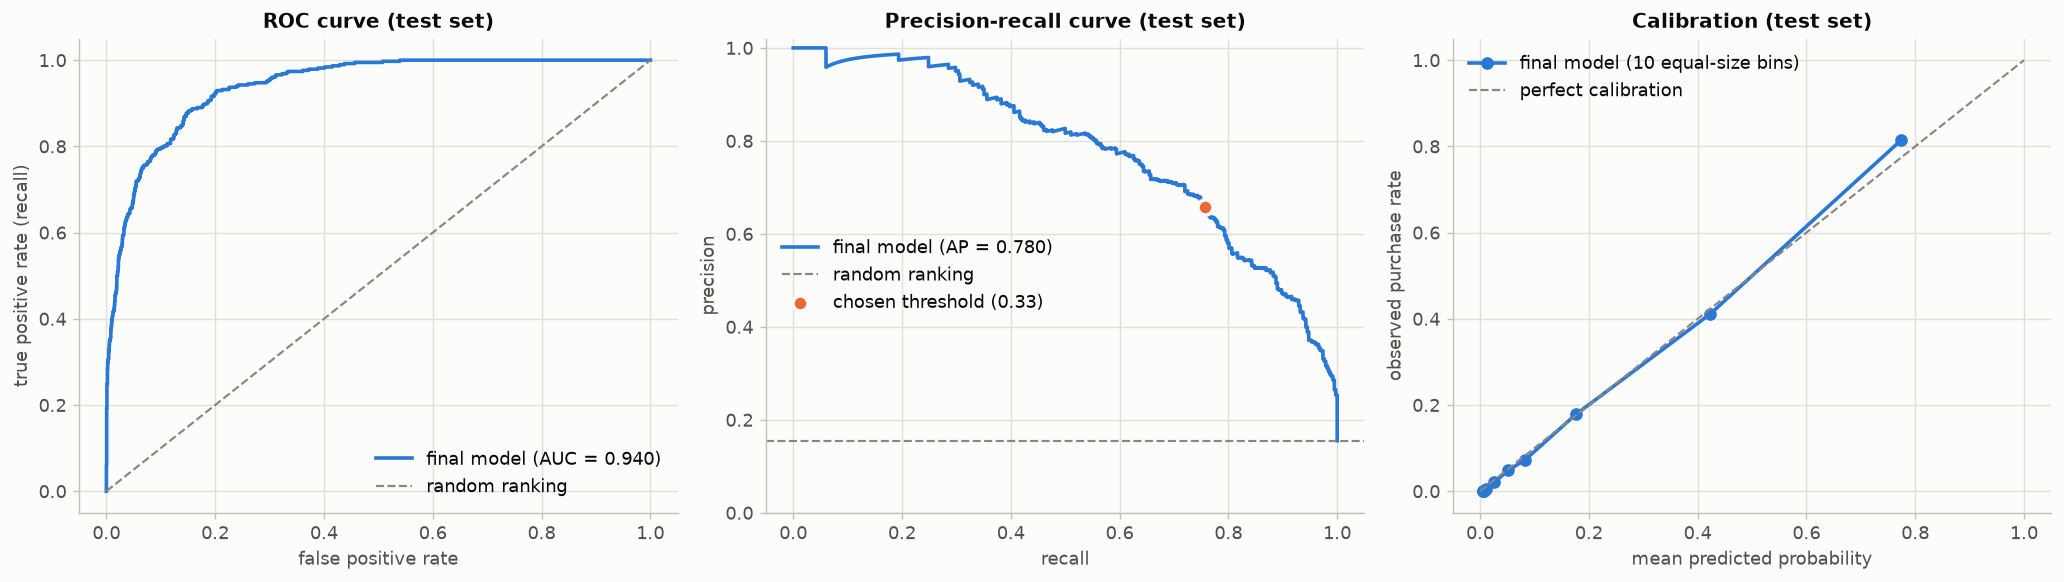 ROC curve (test set)
true positive rate (recall)
1.0
0.8
0.6
0.4
0.2
0.0
final model (AUC = 0.940)
random ranking
0.0 0.2 0.4 0.6 0.8 1.0
false positive rate
Precision-recall curve (test set)
precision
1.0
0.8
0.6
0.4
0.2
0.0
final model (AP = 0.780)
random ranking
chosen threshold (0.33)
0.0 0.2 0.4 0.6 0.8 1.0
recall
Calibration (test set)
observed purchase rate
1.0
0.8
0.6
0.4
0.2
0.0
final model (10 equal-size bins)
perfect calibration
0.0 0.2 0.4 0.6 0.8 1.0
mean predicted probability